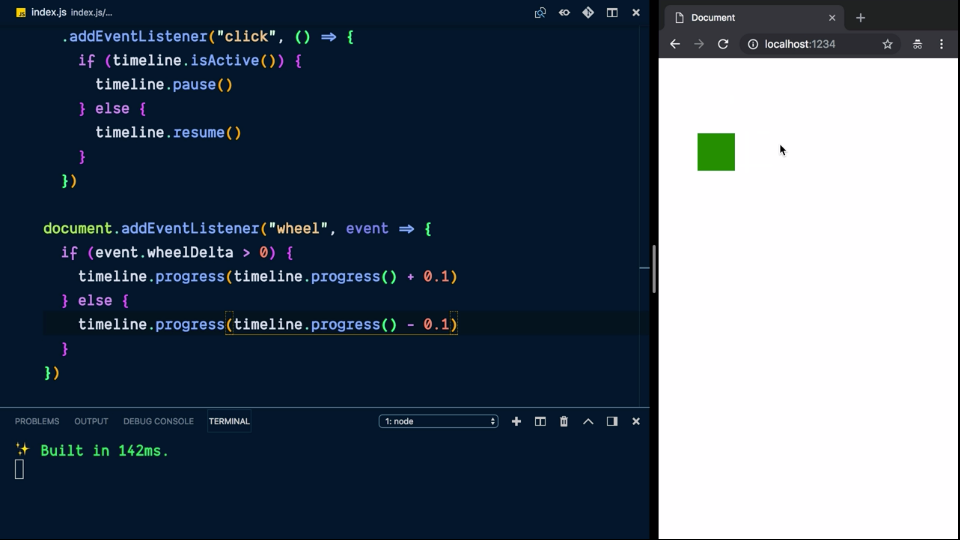 JS index.js index.js/...
.addEventListener("click", () => {
if (timeline.isActive()) {
timeline.pause()
} else {
timeline.resume()
}
})
document.addEventListener("wheel", event => {
if (event.wheelDelta > 0) {
timeline.progress(timeline.progress() + 0.1)
} else {
timeline.progress(timeline.progress() - 0.1)
}
})
PROBLEMS OUTPUT DEBUG CONSOLE TERMINAL 1: node
✨ Built in 142ms.
Document
localhost:1234